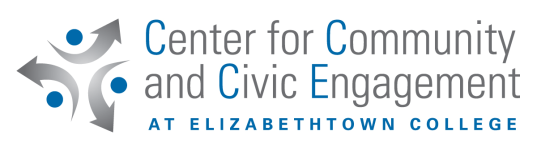 Center for Community
and Civic Engagement
AT ELIZABETHTOWN COLLEGE